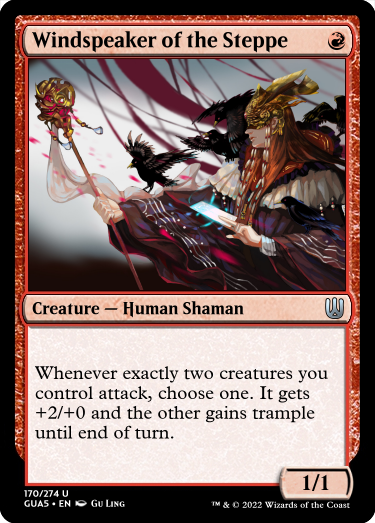 Windspeaker of the Steppe
Creature — Human Shaman
Whenever exactly two creatures you
control attack, choose one. It gets
+2/+0 and the other gains trample
until end of turn.
1/1
170/274 U
GUA5 • EN Gu Ling
™ & © 2022 Wizards of the Coast